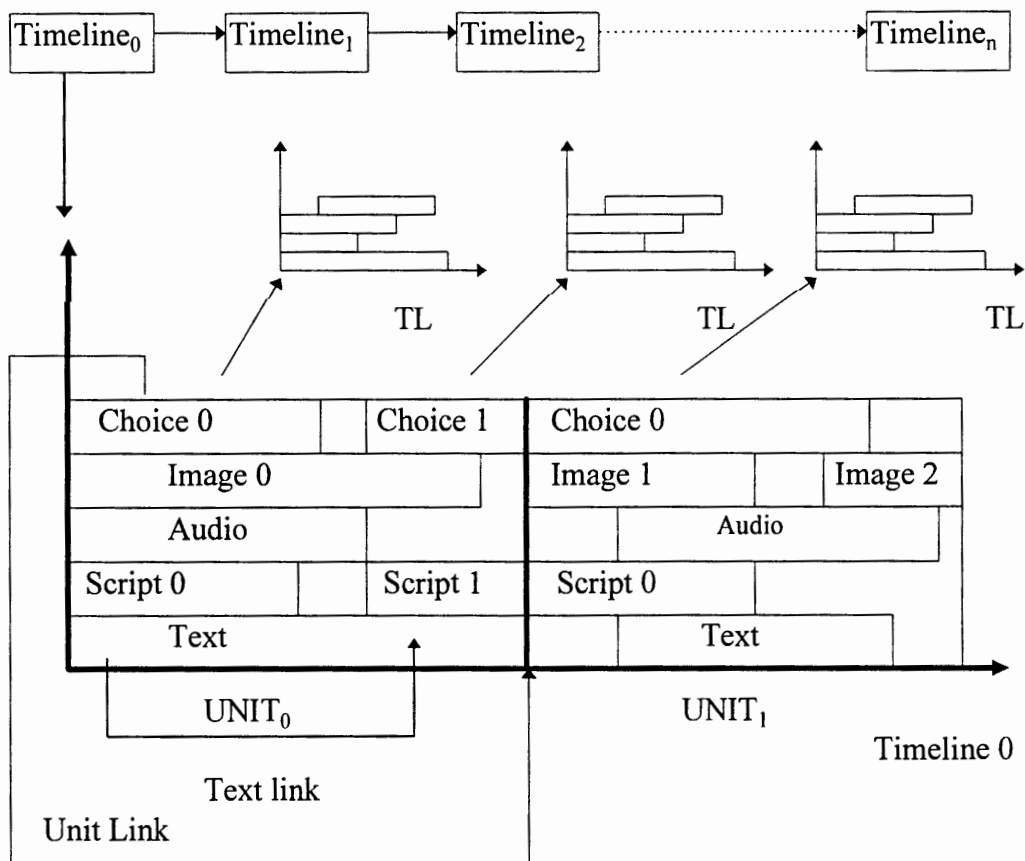 Timeline₀ Timeline₁ Timeline₂ Timelineₙ
TL TL TL
Choice 0 Choice 1 Choice 0
Image 0 Image 1 Image 2
Audio Audio
Script 0 Script 1 Script 0
Text Text
UNIT₀ UNIT₁
Timeline 0
Text link
Unit Link